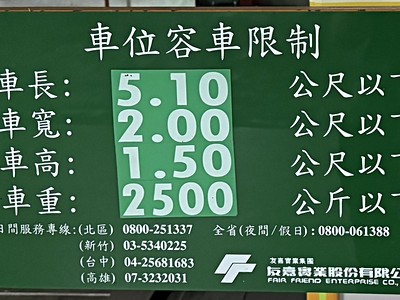 車位容車限制
車長: 5.10 公尺以下
車寬: 2.00 公尺以下
車高: 1.50 公尺以下
車重: 2500 公斤以下
日間服務專線:(北區) 0800-251337 全省(夜間/假日):0800-061388
(新竹) 03-5340225
(台中) 04-25681683
(高雄) 07-3232031
友嘉實業集團
友嘉實業股份有限公
FAIR FRIEND ENTERPRISE CO.,